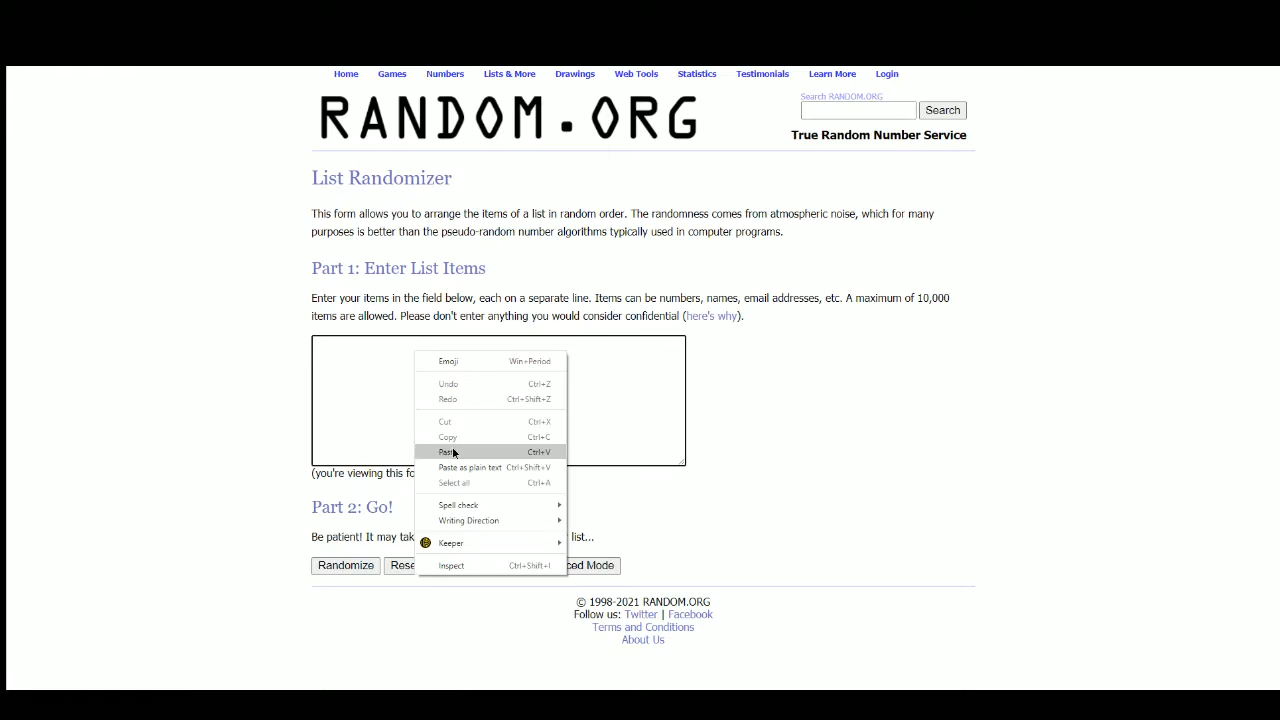 Home Games Numbers Lists & More Drawings Web Tools Statistics Testimonials Learn More Login
RANDOM.ORG
Search RANDOM.ORG
Search
True Random Number Service
List Randomizer
This form allows you to arrange the items of a list in random order. The randomness comes from atmospheric noise, which for many
purposes is better than the pseudo-random number algorithms typically used in computer programs.
Part 1: Enter List Items
Enter your items in the field below, each on a separate line. Items can be numbers, names, email addresses, etc. A maximum of 10,000
items are allowed. Please don't enter anything you would consider confidential (here's why).
Emoji Win+Period
Undo Ctrl+Z
Redo Ctrl+Shift+Z
Cut Ctrl+X
Copy Ctrl+C
Ctrl+V
Paste as plain text Ctrl+Shift+V
Select all Ctrl+A
Spell check
Writing Direction
Keeper
Inspect Ctrl+Shift+I
(you're viewing this
Part 2: Go!
Be patient! It may list...
Randomize Mode
© 1998-2021 RANDOM.ORG
Follow us: Twitter | Facebook
Terms and Conditions
About Us